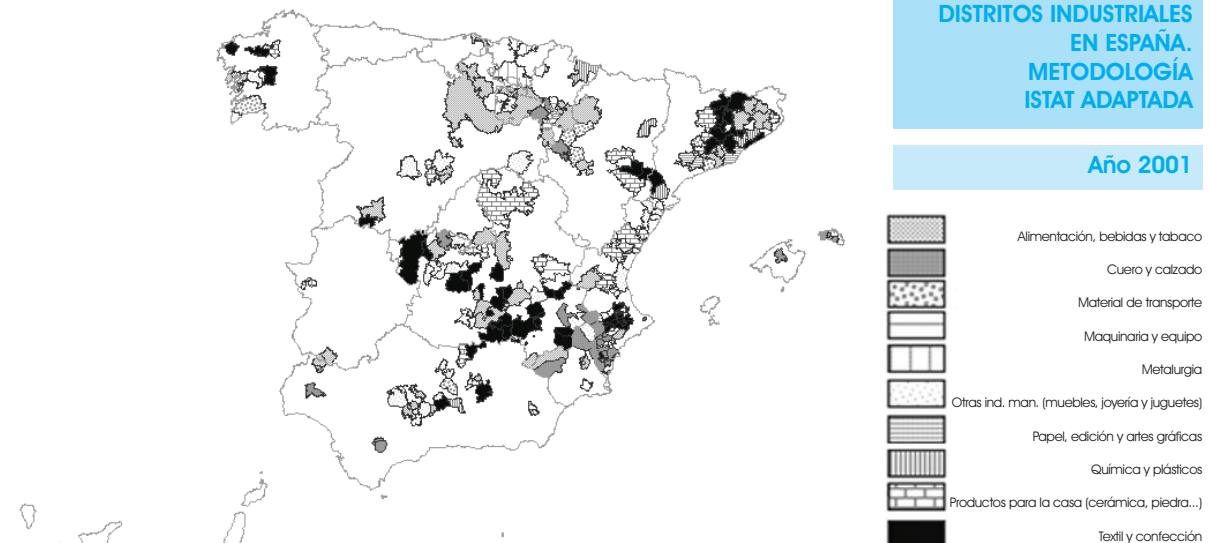 DISTRITOS INDUSTRIALES
EN ESPAÑA.
METODOLOGÍA
ISTAT ADAPTADA
Año 2001
Alimentación, bebidas y tabaco
Cuero y calzado
Material de transporte
Maquinaria y equipo
Metalurgia
Otras ind. man. (muebles, joyería y juguetes)
Papel, edición y artes gráficas
Química y plásticos
Productos para la casa (cerámica, piedra...)
Textil y confección